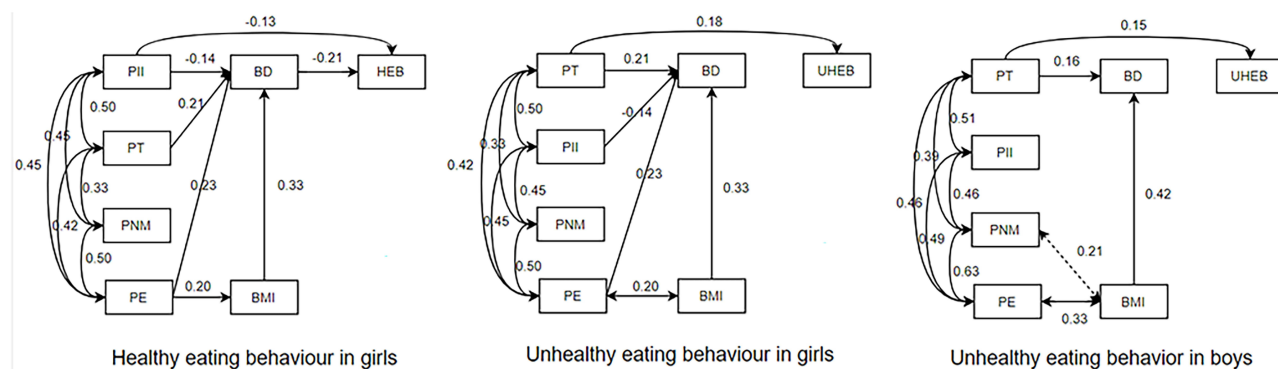 -0.13
PII
-0.14
BD
-0.21
HEB
0.50
0.21
0.45
PT
0.45
0.33
0.23
0.33
0.42
PNM
0.50
PE
0.20
BMI
Healthy eating behaviour in girls
0.18
PT
0.21
BD
UHEB
0.50
-0.14
0.33
PII
0.42
0.45
0.23
0.33
0.45
PNM
0.50
PE
0.20
BMI
Unhealthy eating behaviour in girls
0.15
PT
0.16
BD
UHEB
0.51
0.39
PII
0.46
0.46
0.42
0.49
PNM
0.21
0.63
PE
0.33
BMI
Unhealthy eating behavior in boys